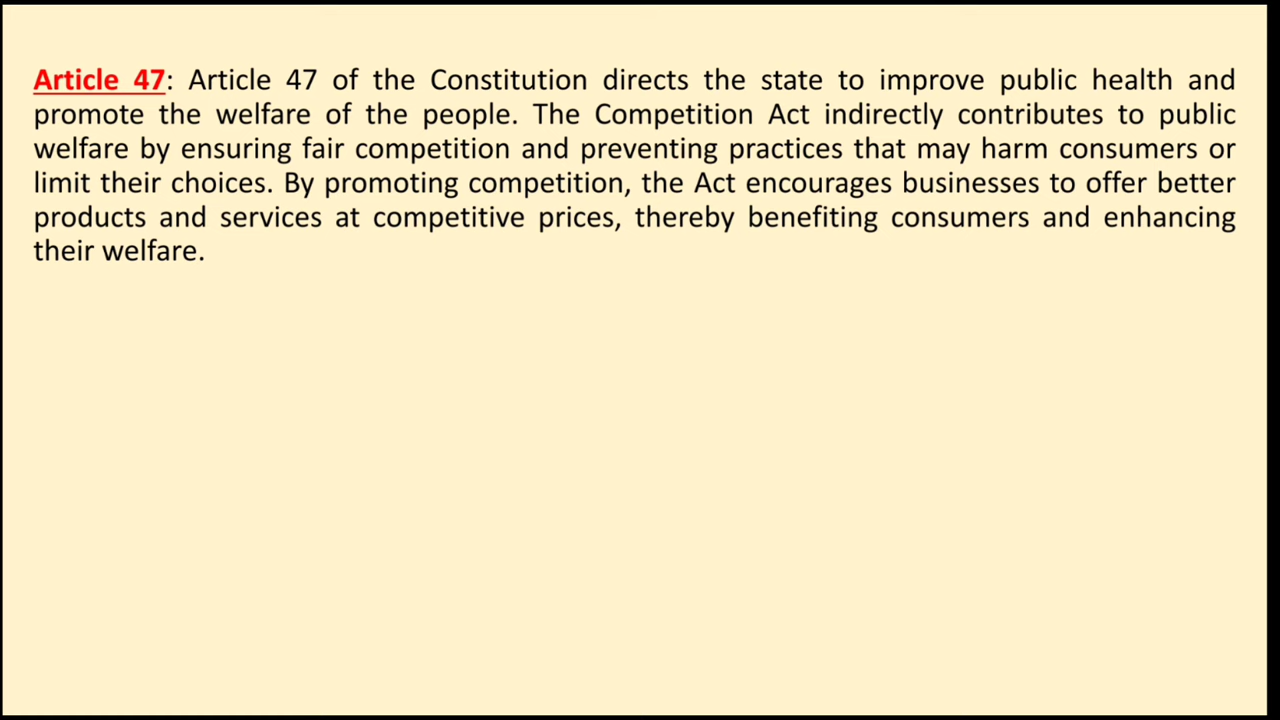 Article 47: Article 47 of the Constitution directs the state to improve public health and
promote the welfare of the people. The Competition Act indirectly contributes to public
welfare by ensuring fair competition and preventing practices that may harm consumers or
limit their choices. By promoting competition, the Act encourages businesses to offer better
products and services at competitive prices, thereby benefiting consumers and enhancing
their welfare.